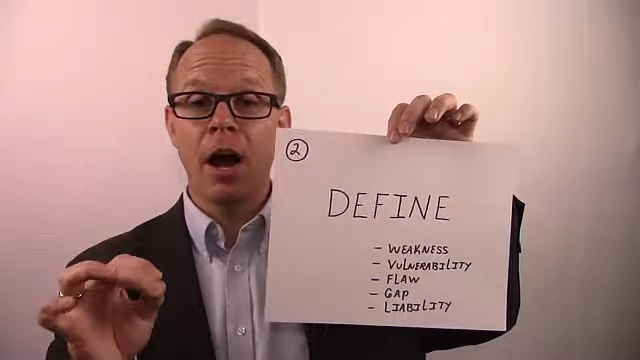 2
DEFINE
- WEAKNESS
- VULNERABILITY
- FLAW
- GAP
- LIABILITY